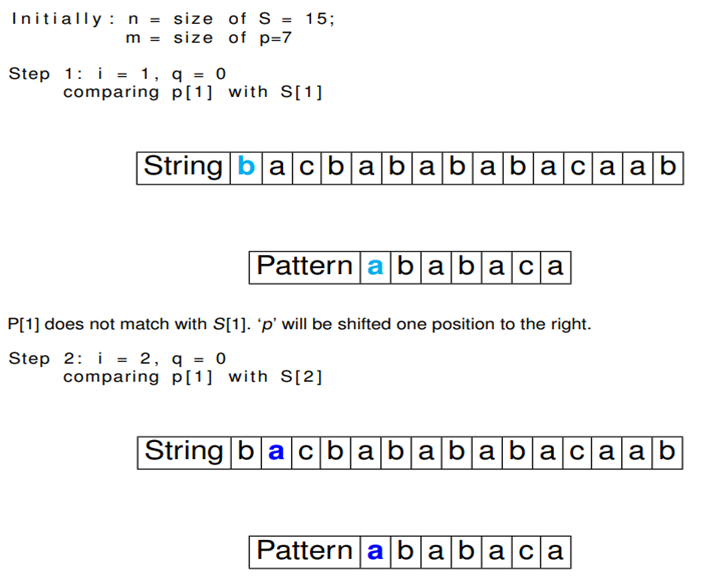 Initially: n = size of S = 15;
m = size of p=7
Step 1: i = 1, q = 0
comparing p[1] with S[1]
String b a c b a b a b a b a c a a b
Pattern a b a b a c a
P[1] does not match with S[1]. ‘p’ will be shifted one position to the right.
Step 2: i = 2, q = 0
comparing p[1] with S[2]
String b a c b a b a b a b a c a a b
Pattern a b a b a c a